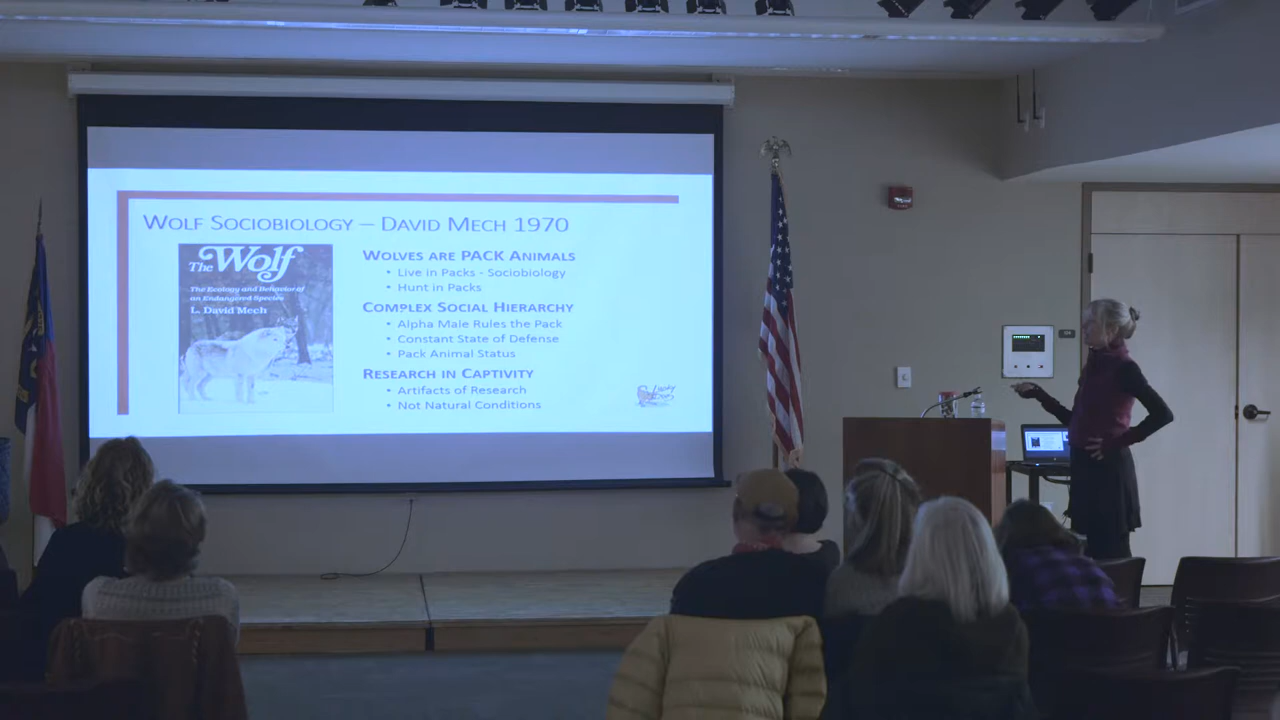 WOLF SOCIOBIOLOGY – DAVID MECH 1970
The Wolf
The Ecology and Behavior of
an Endangered Species
L. David Mech
WOLVES ARE PACK ANIMALS
• Live in Packs - Sociobiology
• Hunt in Packs
COMPLEX SOCIAL HIERARCHY
• Alpha Male Rules the Pack
• Constant State of Defense
• Pack Animal Status
RESEARCH IN CAPTIVITY
• Artifacts of Research
• Not Natural Conditions